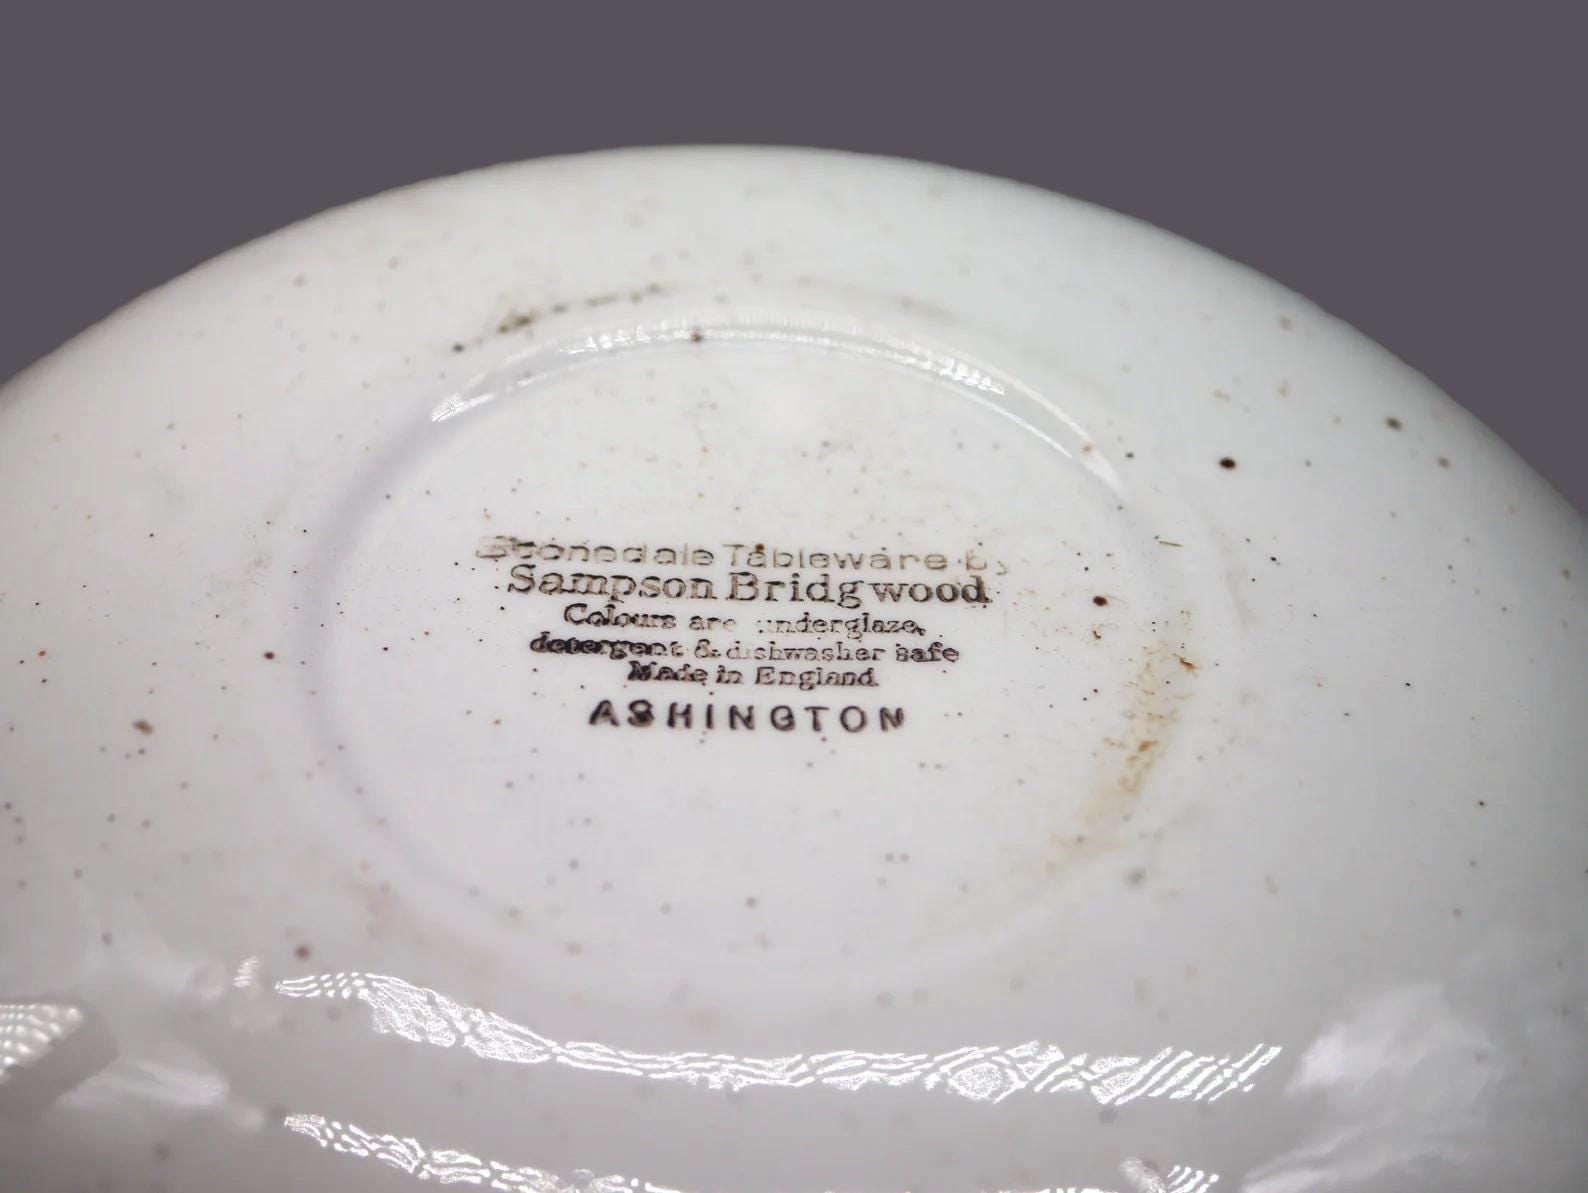 Stonedale Tableware by
Sampson Bridgwood
Colours are underglaze,
detergent & dishwasher safe
Made in England
ASHINGTON